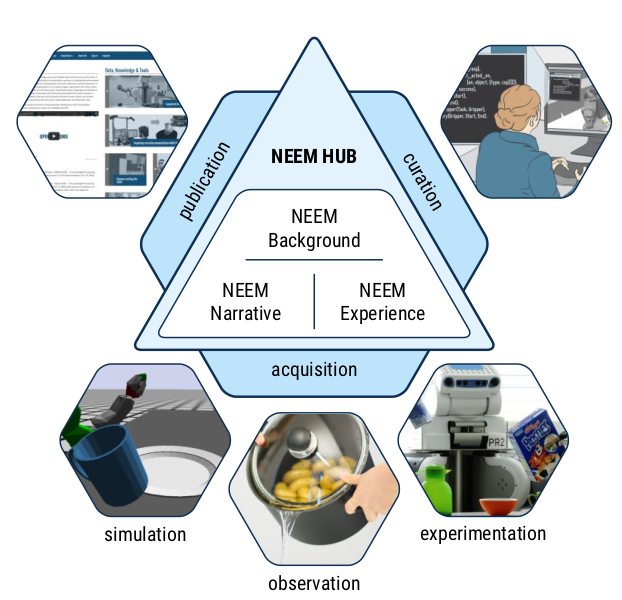 Data, Knowledge & Tools
NEEM HUB
publication
curation
NEEM
Background
NEEM
Narrative
NEEM
Experience
acquisition
PR2
simulation
observation
experimentation